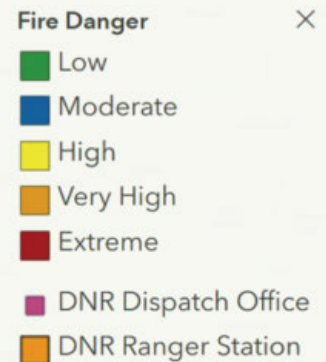 Fire Danger
Low
Moderate
High
Very High
Extreme
DNR Dispatch Office
DNR Ranger Station